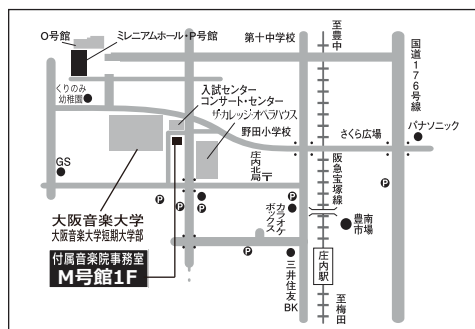 O号館
ミレニアムホール・P号館
第十中学校
至豊中
国道176号線
くりのみ
幼稚園
入試センター
コンサート・センター
ザ・カレッジ・オペラハウス
野田小学校
さくら広場
パナソニック
GS
庄内北局〒
阪急宝塚線
大阪音楽大学
大阪音楽大学短期大学部
カラオケ
ボックス
豊南
市場
付属音楽院事務室
M号館1F
三井住友
BK
庄内駅
至梅田
P
P
P
P
P
P